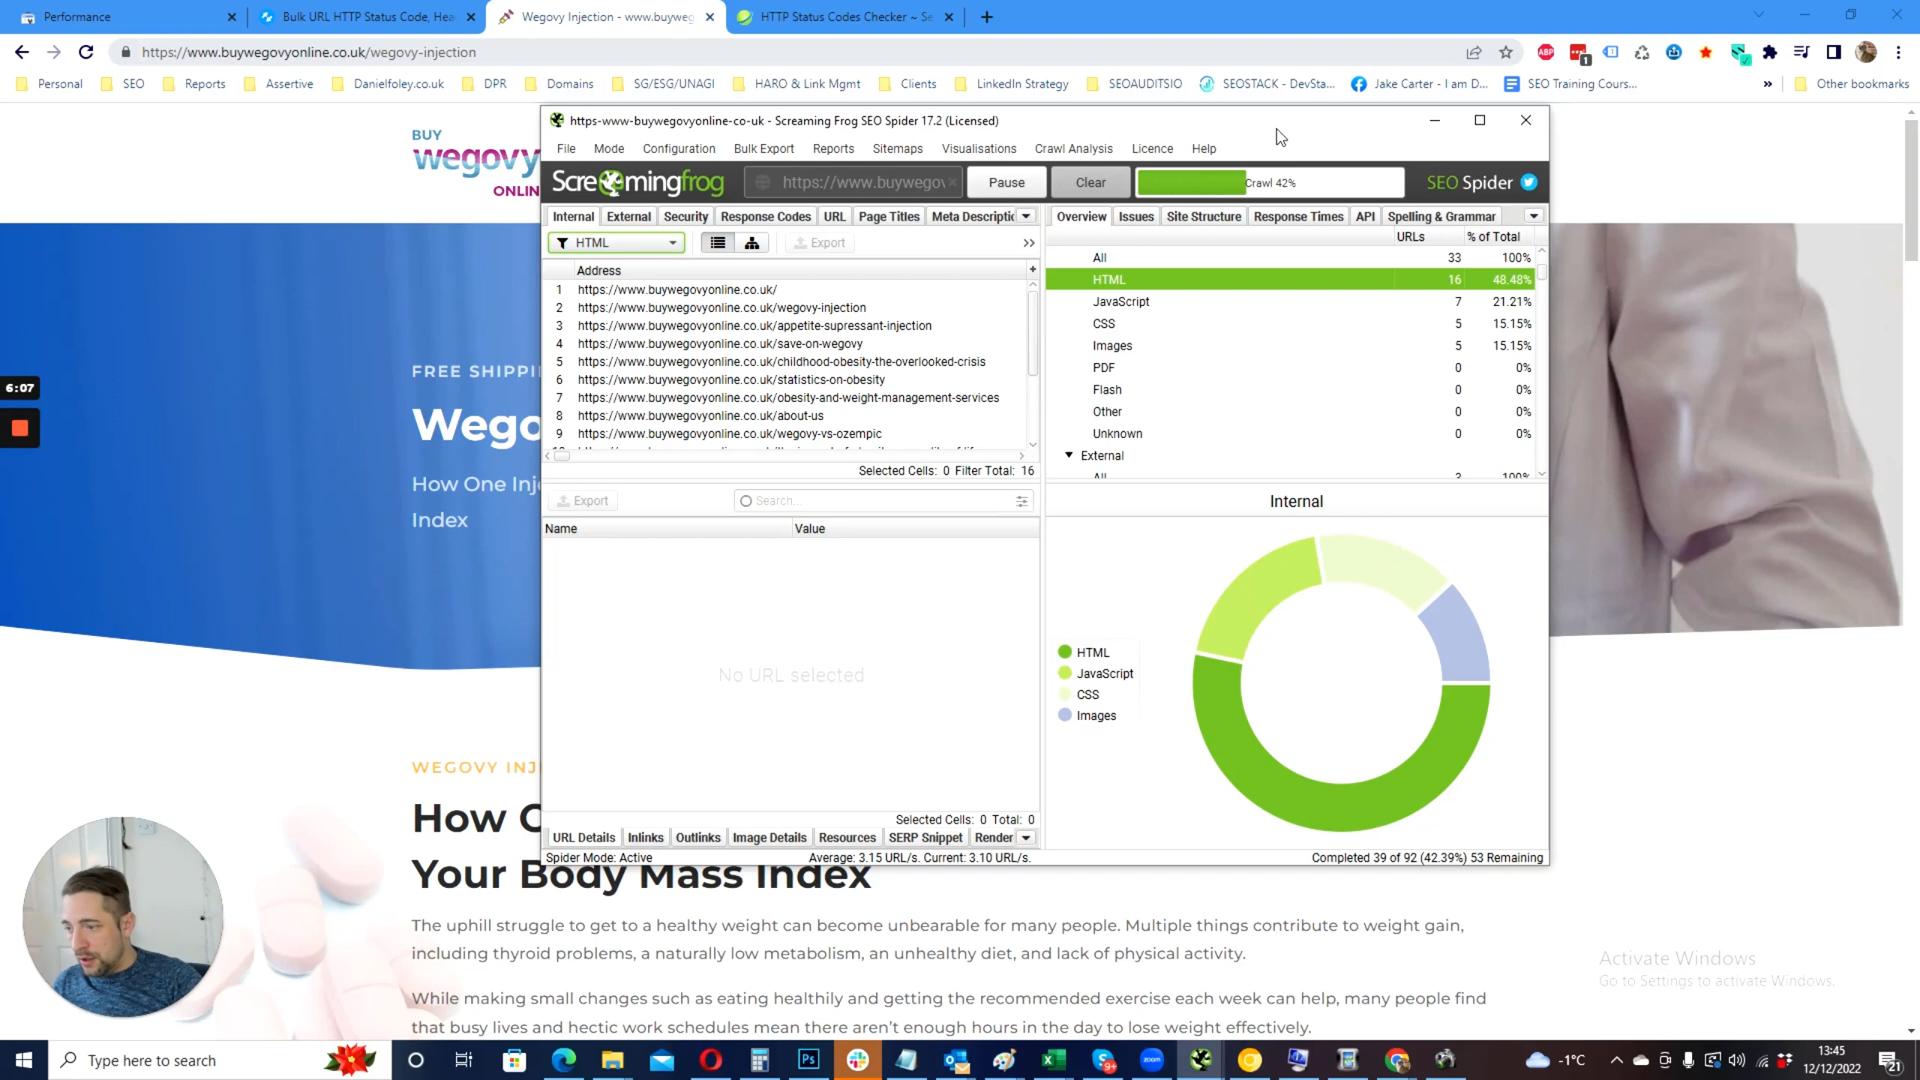 Performance
Bulk URL HTTP Status Code, Hea
Wegovy Injection - www.buyweg
HTTP Status Codes Checker ~ Se
https://www.buywegovyonline.co.uk/wegovy-injection
ABP
1
Personal
SEO
Reports
Assertive
Danielfoley.co.uk
DPR
Domains
SG/ESG/UNAGI
HARO & Link Mgmt
Clients
LinkedIn Strategy
SEOAUDITSIO
SEOSTACK - DevSta...
Jake Carter - I am D...
SEO Training Cours...
»
Other bookmarks
BUY
wegovy
ONLIN
FREE SHIPPI
Wego
How One Inj
Index
6:07
https-www-buywegovyonline-co-uk - Screaming Frog SEO Spider 17.2 (Licensed)
File Mode Configuration Bulk Export Reports Sitemaps Visualisations Crawl Analysis Licence Help
Screamingfrog
https://www.buywegov
Pause
Clear
Crawl 42%
SEO Spider
Internal External Security Response Codes URL Page Titles Meta Descriptic
HTML
Export
Address
1 https://www.buywegovyonline.co.uk/
2 https://www.buywegovyonline.co.uk/wegovy-injection
3 https://www.buywegovyonline.co.uk/appetite-supressant-injection
4 https://www.buywegovyonline.co.uk/save-on-wegovy
5 https://www.buywegovyonline.co.uk/childhood-obesity-the-overlooked-crisis
6 https://www.buywegovyonline.co.uk/statistics-on-obesity
7 https://www.buywegovyonline.co.uk/obesity-and-weight-management-services
8 https://www.buywegovyonline.co.uk/about-us
9 https://www.buywegovyonline.co.uk/wegovy-vs-ozempic
Selected Cells: 0 Filter Total: 16
Export
Search...
Name Value
No URL selected
Selected Cells: 0 Total: 0
URL Details Inlinks Outlinks Image Details Resources SERP Snippet Render
Spider Mode: Active
Average: 3.15 URL/s. Current: 3.10 URL/s.
Completed 39 of 92 (42.39%) 53 Remaining
Overview Issues Site Structure Response Times API Spelling & Grammar
URLs % of Total
All 33 100%
HTML 16 48.48%
JavaScript 7 21.21%
CSS 5 15.15%
Images 5 15.15%
PDF 0 0%
Flash 0 0%
Other 0 0%
Unknown 0 0%
External
All 100%
Internal
HTML
JavaScript
CSS
Images
WEGOVY INJ
How O
Your Body Mass Index
The uphill struggle to get to a healthy weight can become unbearable for many people. Multiple things contribute to weight gain,
including thyroid problems, a naturally low metabolism, an unhealthy diet, and lack of physical activity.
While making small changes such as eating healthily and getting the recommended exercise each week can help, many people find
that busy lives and hectic work schedules mean there aren't enough hours in the day to lose weight effectively.
Activate Windows
Go to Settings to activate Windows.
Type here to search
Ps
zoom
-1°C
13:45
12/12/2022
21